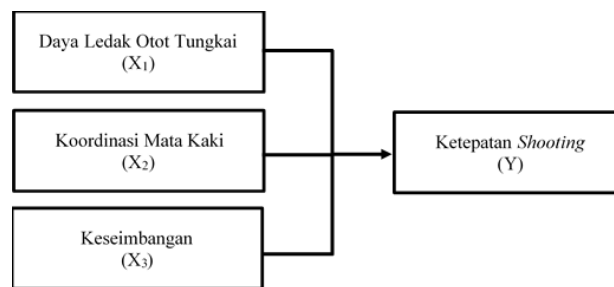 Daya Ledak Otot Tungkai
(X₁)
Koordinasi Mata Kaki
(X₂)
Keseimbangan
(X₃)
Ketepatan Shooting
(Y)